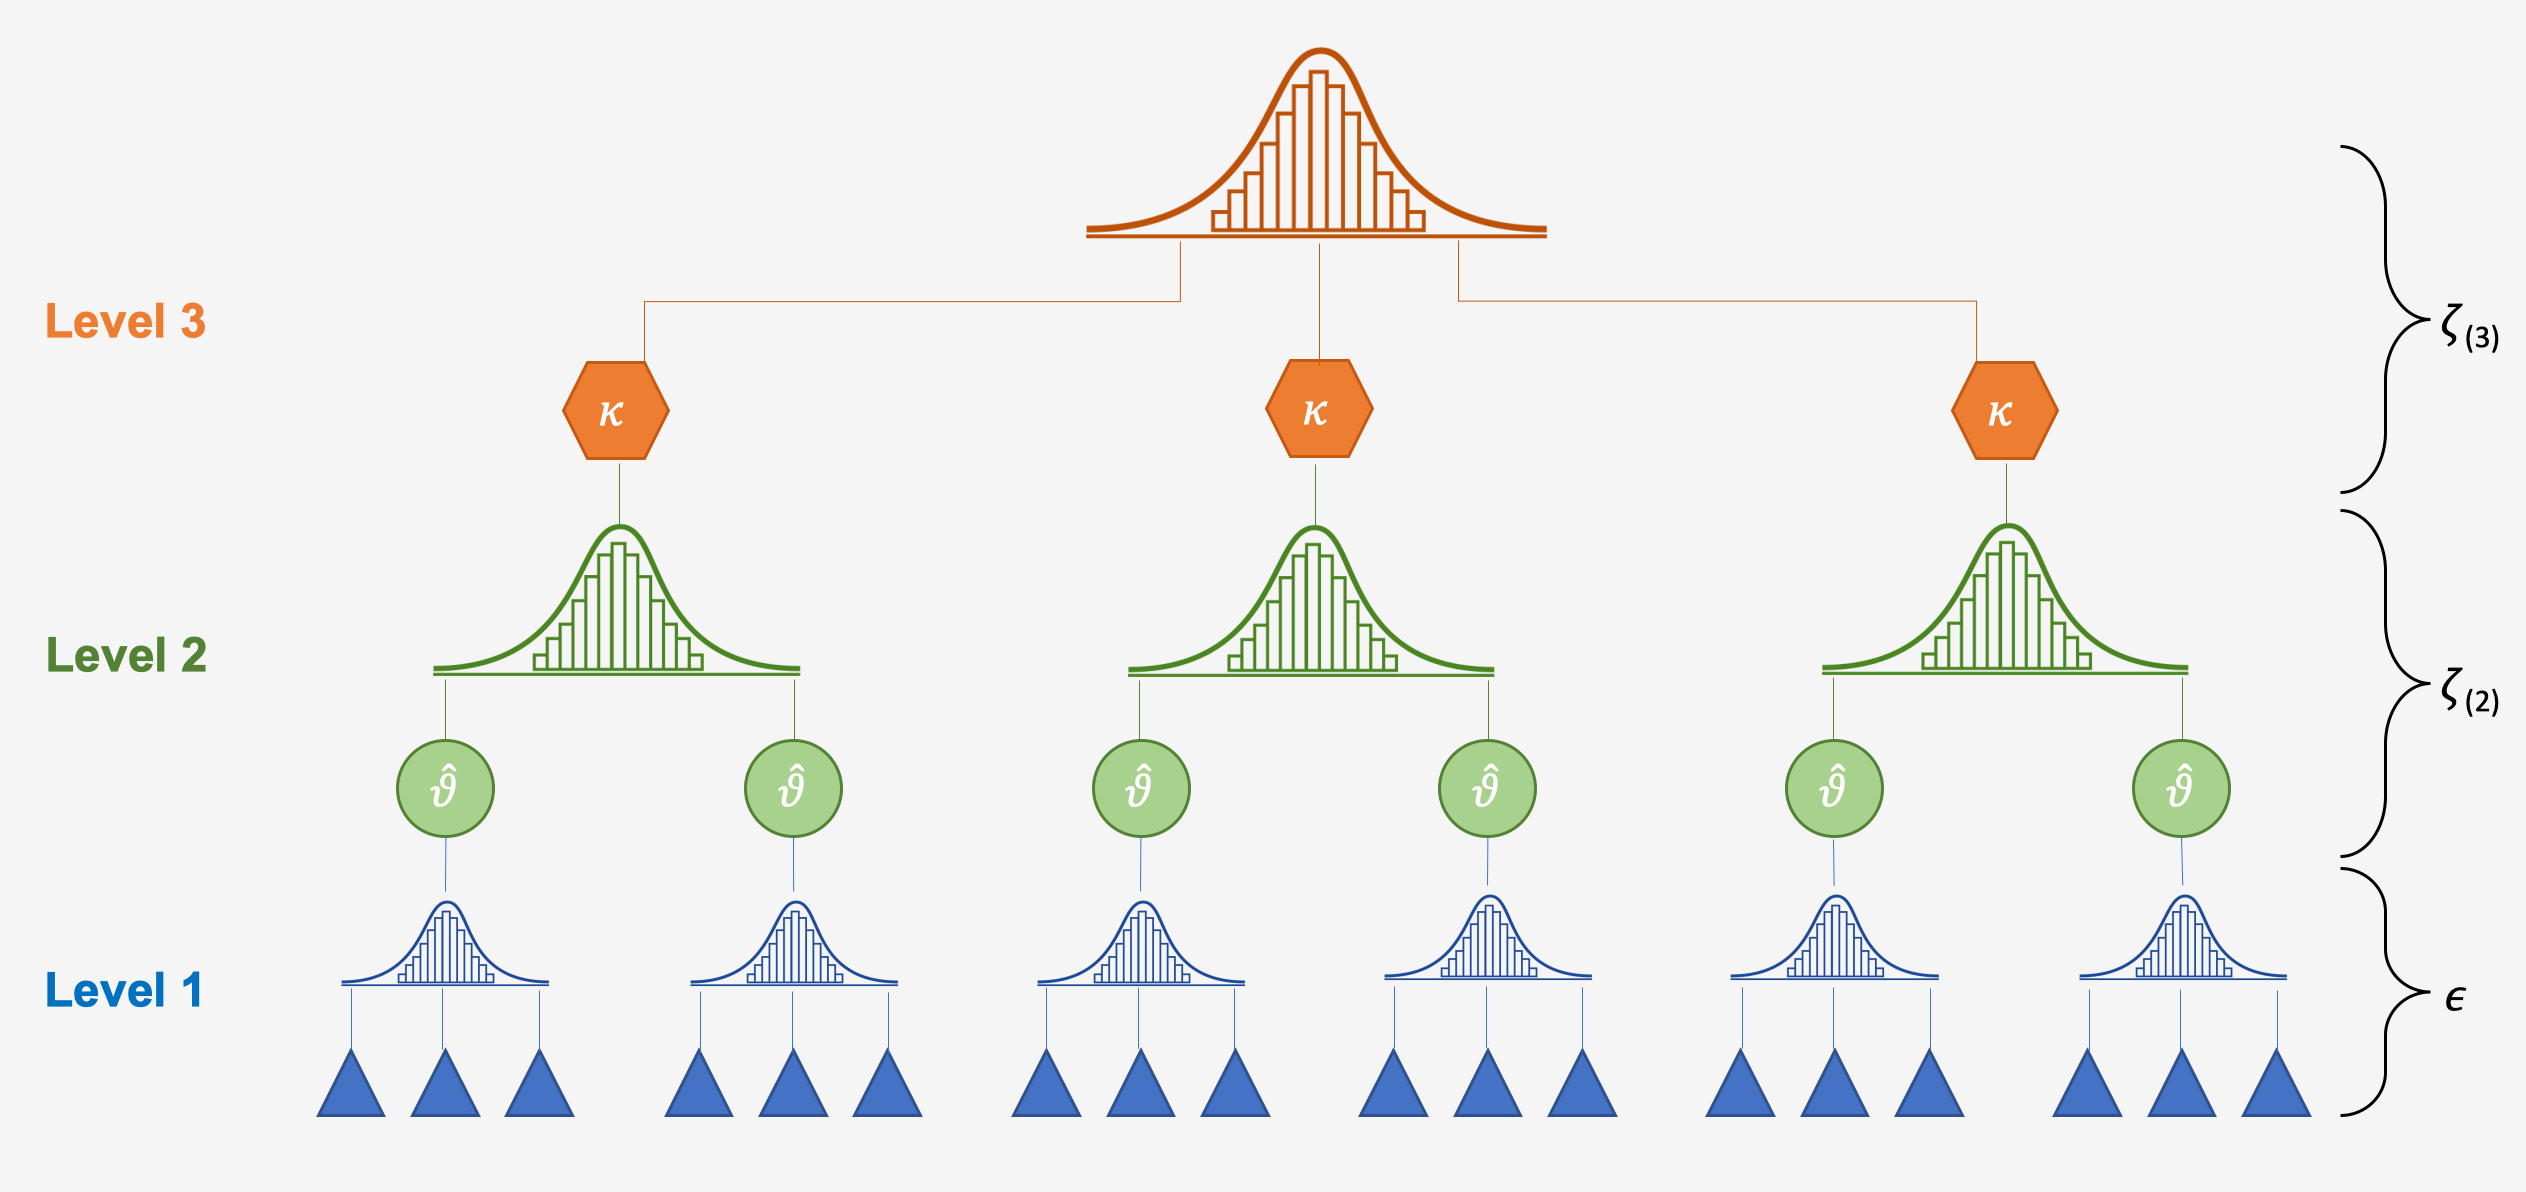 Level 3
ζ(3)
κ κ κ
Level 2
ζ(2)
ϑ̂ ϑ̂ ϑ̂ ϑ̂ ϑ̂ ϑ̂
Level 1
ϵ